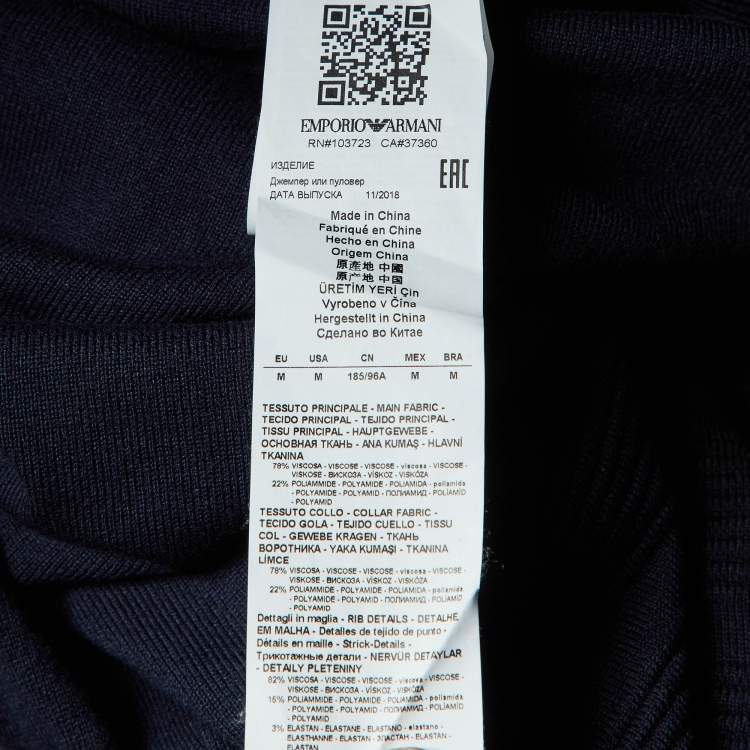 EMPORIO ARMANI
RN#103723 CA#37360
ИЗДЕЛИЕ
EAC
Джемпер или пуловер
ДАТА ВЫПУСКА 11/2018
Made in China
Fabriqué en Chine
Hecho en China
Origem China
原産地 中國
原产地 中国
ÜRETİM YERİ Çin
Vyrobeno v Čína
Hergestellt in China
Сделано во Китае
EU USA CN MEX BRA
M M 185/96A M M
TESSUTO PRINCIPALE - MAIN FABRIC -
TECIDO PRINCIPAL - TEJIDO PRINCIPAL -
TISSU PRINCIPAL - HAUPTGEWEBE -
ОСНОВНАЯ ТКАНЬ - ANA KUMAŞ - HLAVNÍ
TKANINA
78% VISCOSA - VISCOSE - VISCOSE - viscosa - VISCOSE -
VISKOSE - ВИСКОЗА - VİSKOZ - VISKÓZA
22% POLIAMMIDE - POLYAMIDE - POLIAMIDA - poliamida
- POLYAMIDE - POLYAMID - ПОЛИАМИД - POLİAMİD
- POLYAMID
TESSUTO COLLO - COLLAR FABRIC -
TECIDO GOLA - TEJIDO CUELLO - TISSU
COL - GEWEBE KRAGEN - ТКАНЬ
ВОРОТНИКА - YAKA KUMAŞI - TKANINA
LÍMCE
78% VISCOSA - VISCOSE - VISCOSE - viscosa - VISCOSE -
VISKOSE - ВИСКОЗА - VİSKOZ - VISKÓZA
22% POLIAMMIDE - POLYAMIDE - POLIAMIDA - poliamida
- POLYAMIDE - POLYAMID - ПОЛИАМИД - POLİAMİD
- POLYAMID
Dettagli in maglia - RIB DETAILS - DETALHE
EM MALHA - Detalles de tejido de punto -
Détails en maille - Strick-Details -
Трикотажные детали - NERVÜR DETAYLAR
- DETAILY PLETENINY
82% VISCOSA - VISCOSE - VISCOSE - viscosa - VISCOSE -
VISKOSE - ВИСКОЗА - VİSKOZ - VISKÓZA
15% POLIAMMIDE - POLYAMIDE - POLIAMIDA - poliamida
- POLYAMIDE - POLYAMID - ПОЛИАМИД - POLİAMİD
- POLYAMID
3% ELASTAN - ELASTANE - ELASTANO - elastano -
ELASTHANNE - ELASTAN - ЭЛАСТАН - ELASTAN -
ELASTAN